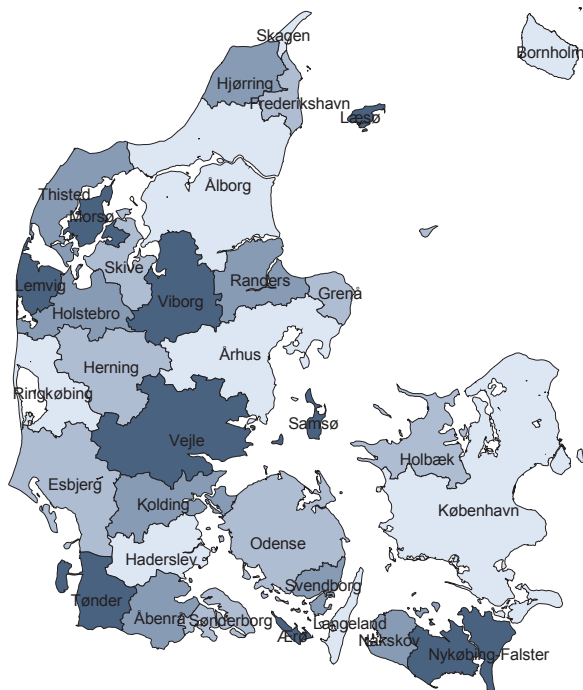 Skagen
Bornholm
Hjørring
Frederikshavn
Læsø
Ålborg
Thisted
Morsø
Skive
Lemvig
Randers
Viborg
Grenå
Holstebro
Århus
Herning
Ringkøbing
Samsø
Vejle
Holbæk
Esbjerg
Kolding
København
Odense
Haderslev
Svendborg
Tønder
Åbenrå
Sønderborg
Langeland
Ærø
Nakskov
Nykøbing-Falster